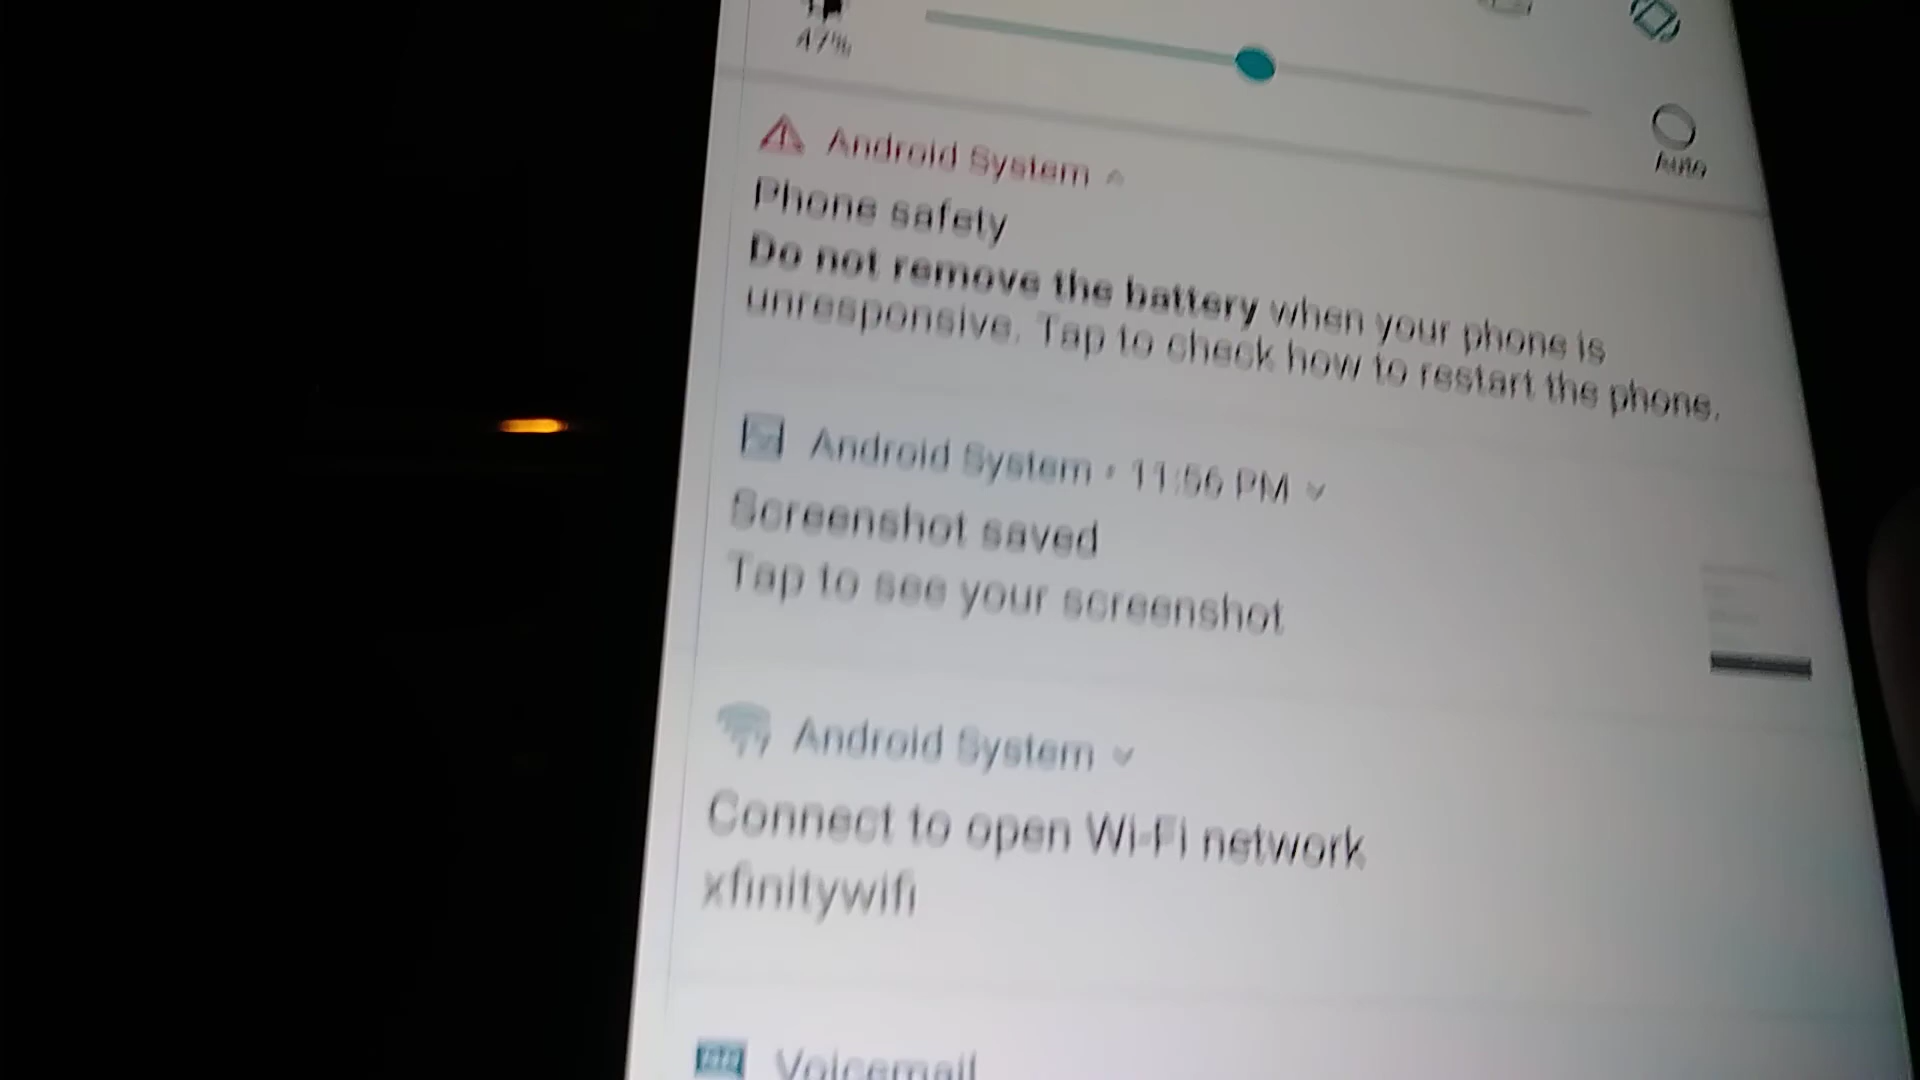 47%
Auto
Android System
Phone safety
Do not remove the battery when your phone is
unresponsive. Tap to check how to restart the phone.
Android System • 11:56 PM
Screenshot saved
Tap to see your screenshot
Android System
Connect to open Wi-Fi network
xfinitywifi
Voicemail